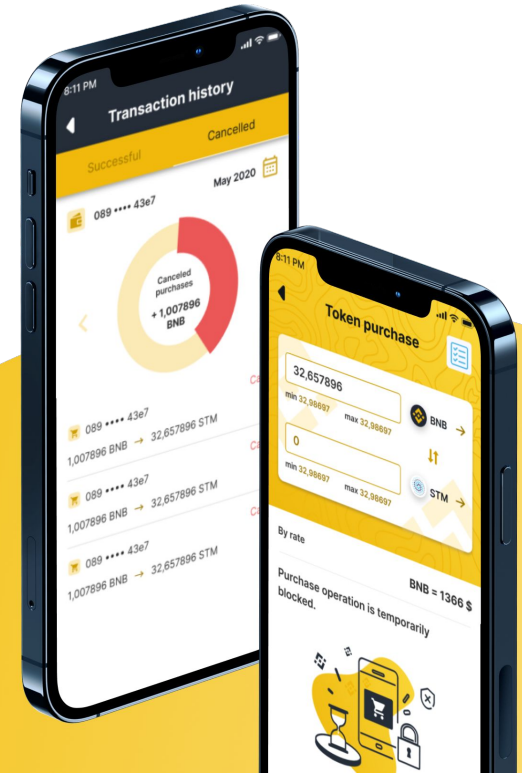 8:11 PM
Transaction history
Successful
Cancelled
089 •••• 43e7
May 2020
Canceled
purchases
+ 1,007896
BNB
089 •••• 43e7
1,007896 BNB → 32,657896 STM
089 •••• 43e7
1,007896 BNB → 32,657896 STM
089 •••• 43e7
1,007896 BNB → 32,657896 STM
8:11 PM
Token purchase
32,657896
BNB →
min 32,98697
max 32,98697
0
STM →
min 32,98697
max 32,98697
By rate
BNB = 1366 $
Purchase operation is temporarily
blocked.